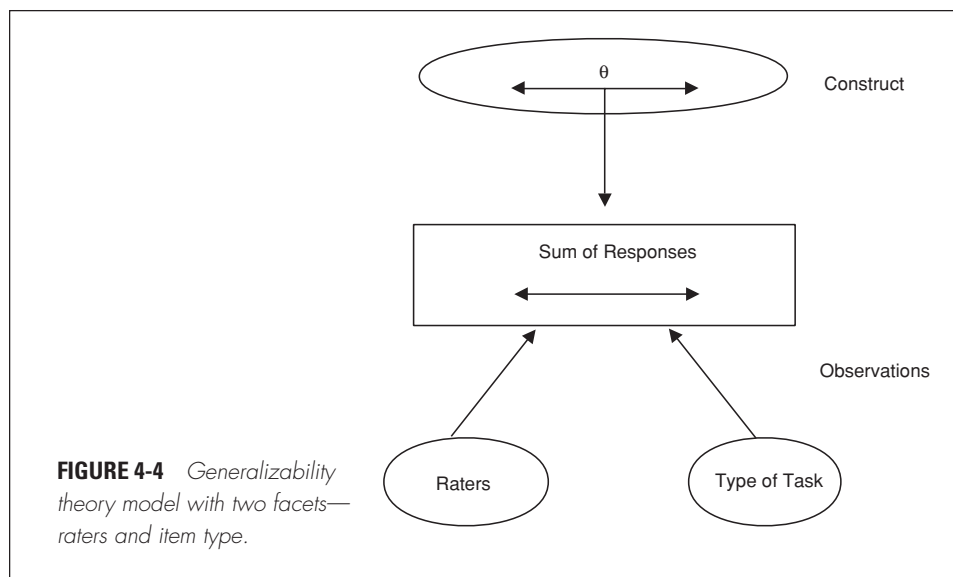 θ
Construct
Sum of Responses
Observations
Raters
Type of Task
FIGURE 4-4 Generalizability
theory model with two facets—
raters and item type.